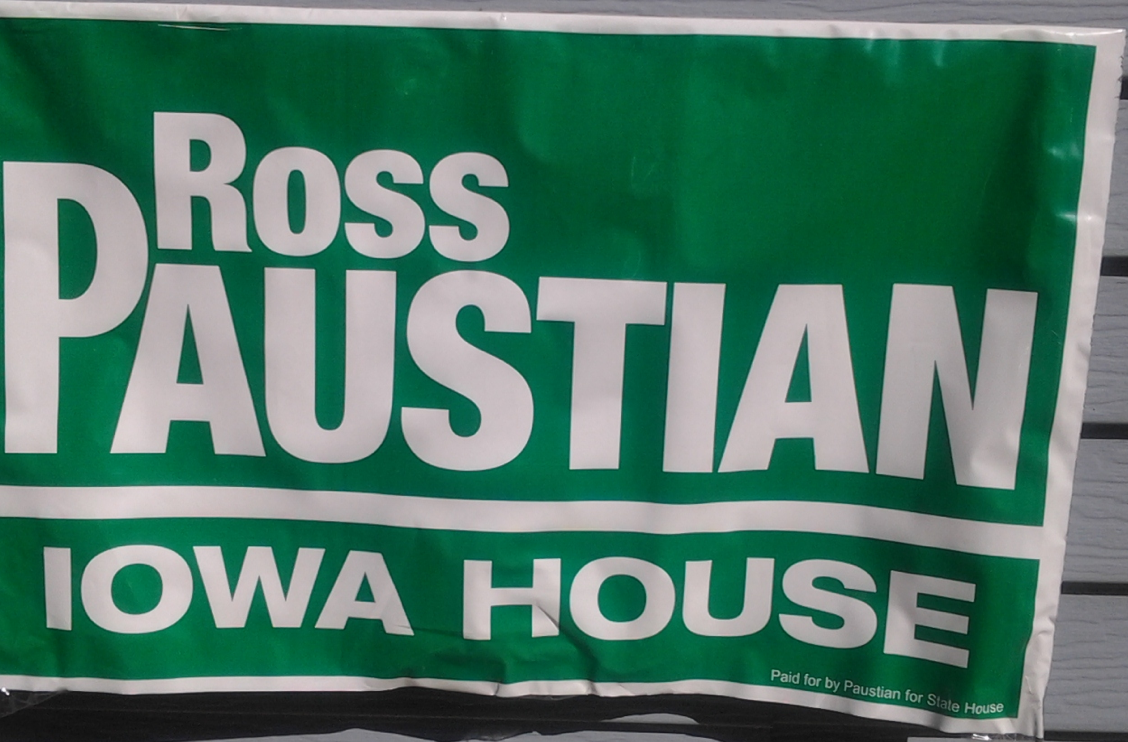 ROSS
PAUSTIAN
IOWA HOUSE
Paid for by Paustian for State House